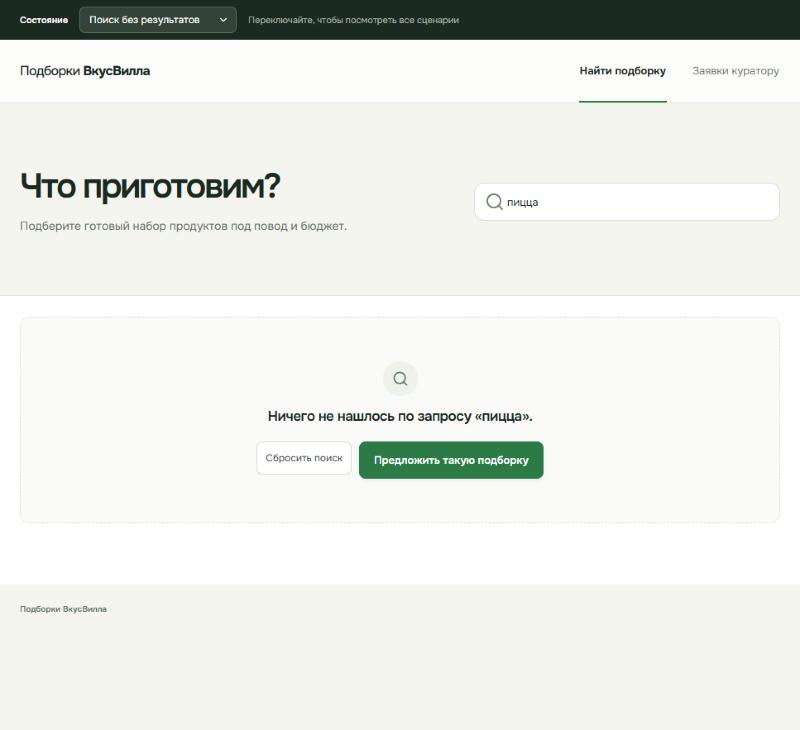 Состояние Поиск без результатов Переключайте, чтобы посмотреть все сценарии
Подборки ВкусВилла Найти подборку Заявки куратору
Что приготовим?
Подберите готовый набор продуктов под повод и бюджет.
пицца
Ничего не нашлось по запросу «пицца».
Сбросить поиск Предложить такую подборку
Подборки ВкусВилла